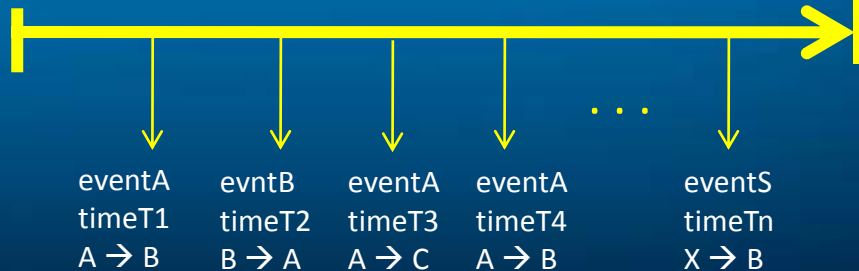 . . .
eventA evntB eventA eventA eventS
timeT1 timeT2 timeT3 timeT4 timeTn
A → B B → A A → C A → B X → B